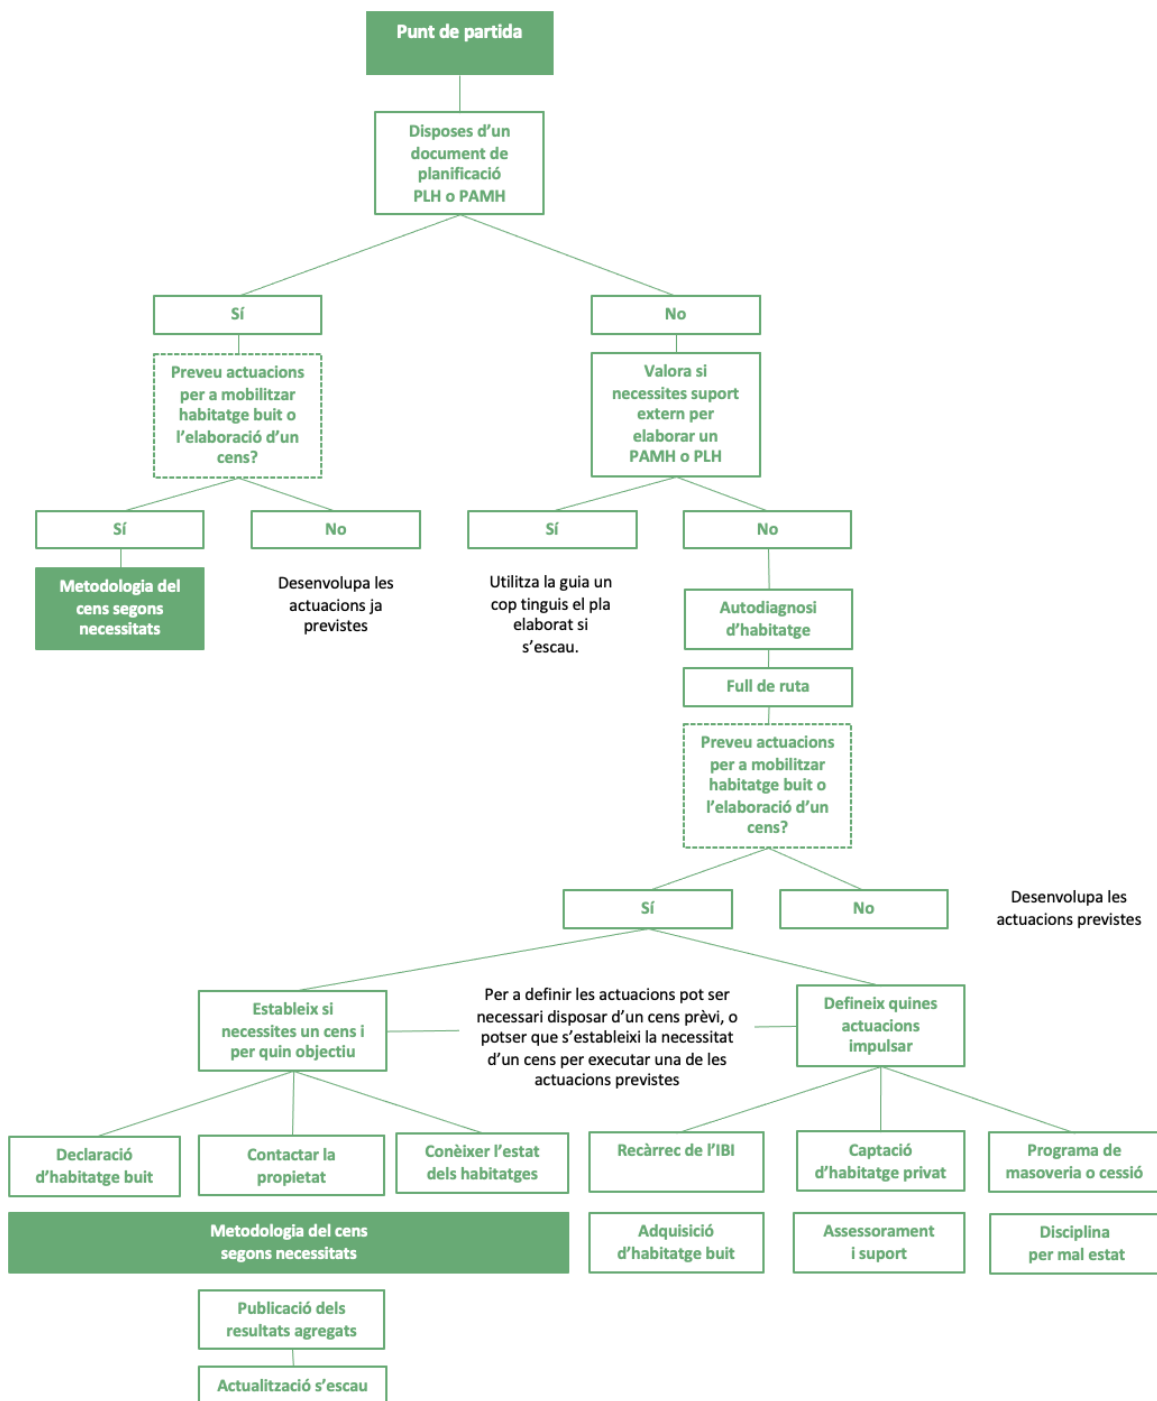 Punt de partida
Disposes d'un
document de
planificació
PLH o PAMH
Sí
No
Preveu actuacions
per a mobilitzar
habitatge buit o
l'elaboració d'un
cens?
Valora si
necessites suport
extern per
elaborar un
PAMH o PLH
Sí
No
Sí
No
Metodologia del
cens segons
necessitats
Desenvolupa les
actuacions ja
previstes
Utilitza la guia un
cop tinguis el pla
elaborat si
s'escau.
Autodiagnosi
d'habitatge
Full de ruta
Preveu actuacions
per a mobilitzar
habitatge buit o
l'elaboració d'un
cens?
Sí
No
Desenvolupa les
actuacions previstes
Estableix si
necessites un cens i
per quin objectiu
Per a definir les actuacions pot ser
necessari disposar d'un cens prèvi, o
potser que s'estableixi la necessitat
d'un cens per executar una de les
actuacions previstes
Defineix quines
actuacions
impulsar
Declaració
d'habitatge buit
Contactar la
propietat
Conèixer l'estat
dels habitatges
Recàrrec de l'IBI
Captació
d'habitatge privat
Programa de
masoveria o cessió
Metodologia del cens
segons necessitats
Adquisició
d'habitatge buit
Assessorament
i suport
Disciplina
per mal estat
Publicació dels
resultats agregats
Actualització s'escau